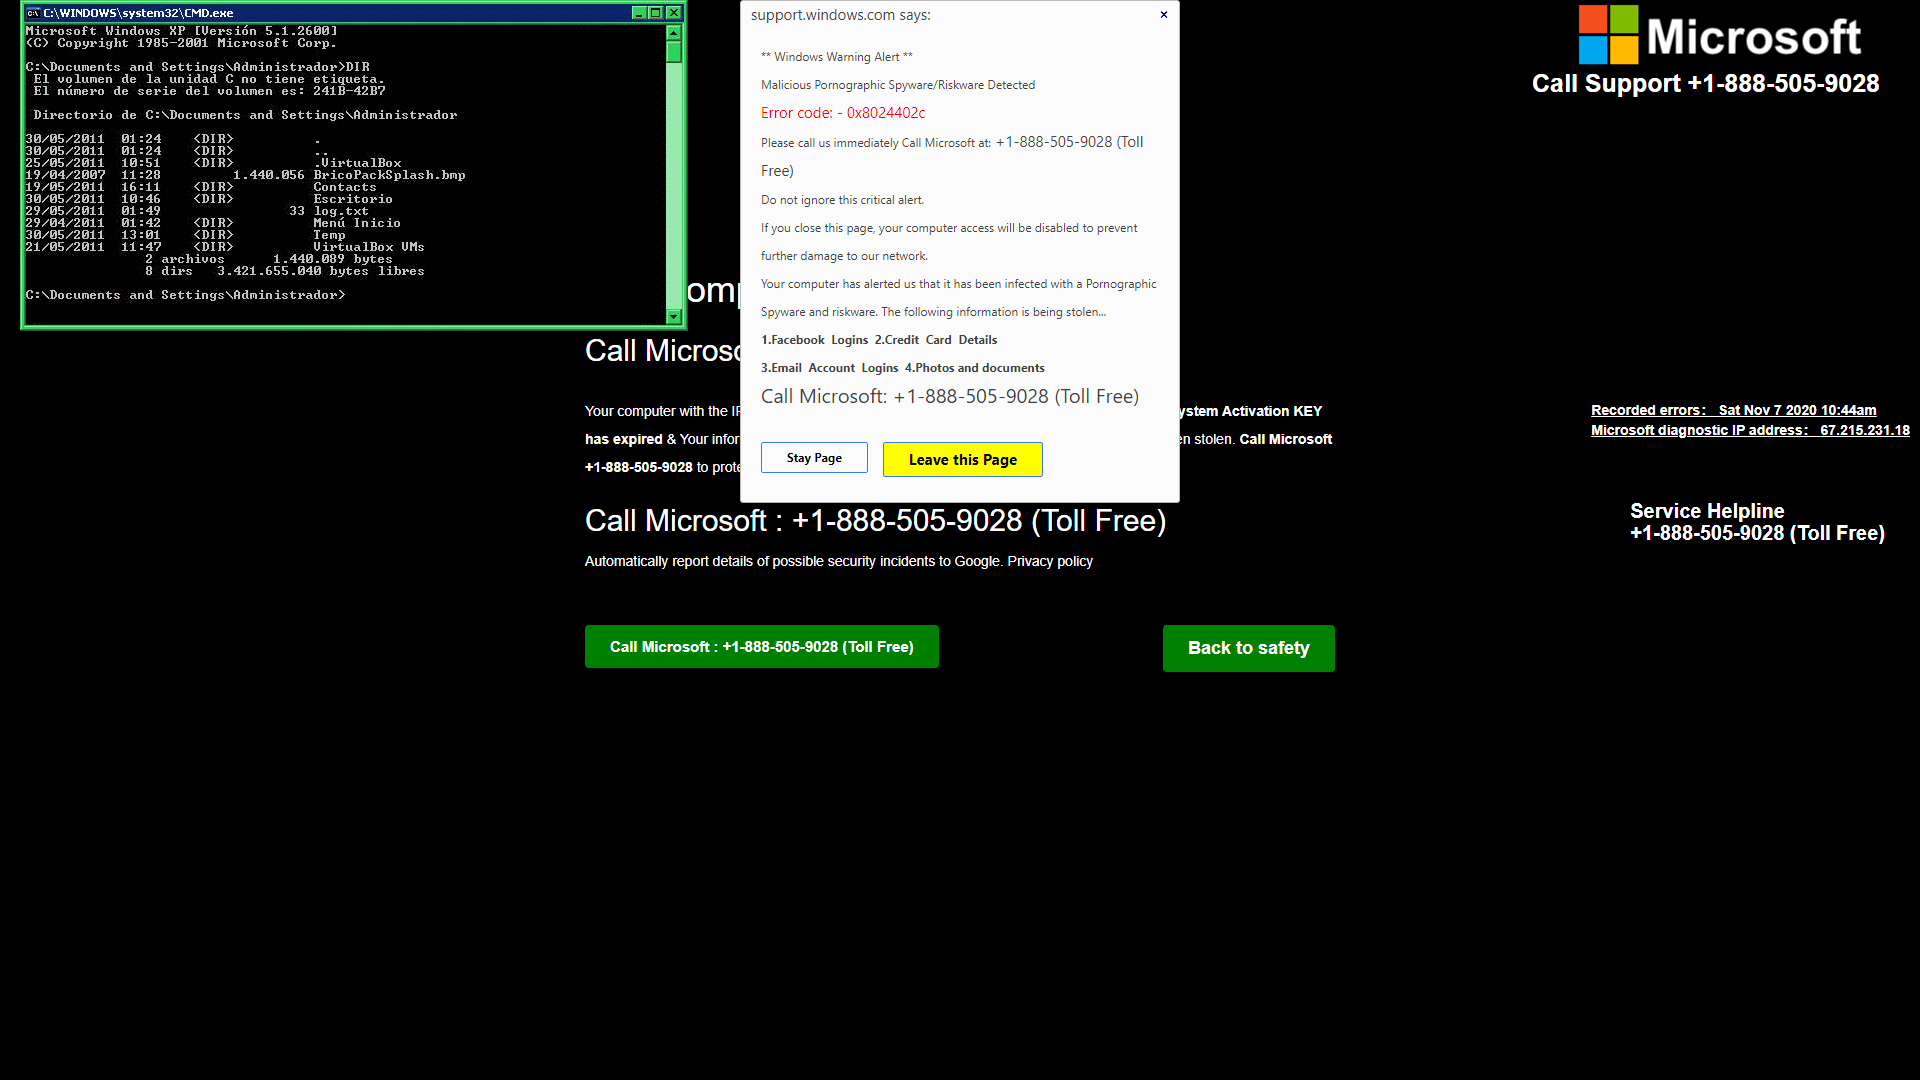 C:\WINDOWS\system32\CMD.exe
Microsoft Windows XP [Versión 5.1.2600]
(C) Copyright 1985-2001 Microsoft Corp.
C:\Documents and Settings\Administrador>DIR
El volumen de la unidad C no tiene etiqueta.
El número de serie del volumen es: 241B-42B7
Directorio de C:\Documents and Settings\Administrador
30/05/2011  01:24    <DIR>          .
30/05/2011  01:24    <DIR>          ..
25/05/2011  10:51    <DIR>          .VirtualBox
19/04/2007  11:28         1.440.056 BricoPackSplash.bmp
19/05/2011  16:11    <DIR>          Contacts
30/05/2011  10:46    <DIR>          Escritorio
29/05/2011  01:49                33 log.txt
29/04/2011  01:42    <DIR>          Menú Inicio
30/05/2011  13:01    <DIR>          Temp
21/05/2011  11:47    <DIR>          VirtualBox VMs
2 archivos      1.440.089 bytes
8 dirs   3.421.655.040 bytes libres
C:\Documents and Settings\Administrador>
support.windows.com says:
×
** Windows Warning Alert **
Malicious Pornographic Spyware/Riskware Detected
Error code: - 0x8024402c
Please call us immediately Call Microsoft at: +1-888-505-9028 (Toll
Free)
Do not ignore this critical alert.
If you close this page, your computer access will be disabled to prevent
further damage to our network.
Your computer has alerted us that it has been infected with a Pornographic
Spyware and riskware. The following information is being stolen...
1.Facebook Logins 2.Credit Card Details
3.Email Account Logins 4.Photos and documents
Call Microsoft: +1-888-505-9028 (Toll Free)
Stay Page
Leave this Page
Microsoft
Call Support +1-888-505-9028
Call
Your computer with the
ystem Activation KEY
has expired & Your
en stolen. Call Microsoft
+1-888-505-9028 to
Call Microsoft : +1-888-505-9028 (Toll Free)
Automatically report details of possible security incidents to Google. Privacy policy
Call Microsoft : +1-888-505-9028 (Toll Free)
Back to safety
Recorded errors: Sat Nov 7 2020 10:44am
Microsoft diagnostic IP address: 67.215.231.18
Service Helpline
+1-888-505-9028 (Toll Free)